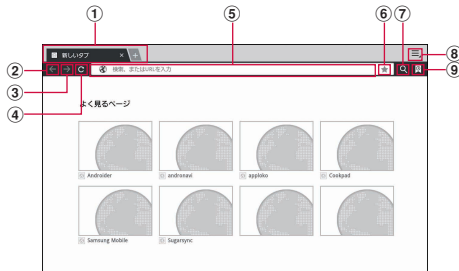 ① ⑤ ⑥ ⑦
新しいタブ × +
⑧
② 検索、またはURLを入力 ⑨
③
④
よく見るページ
Androider andronavi apploko Cookpad
Samsung Mobile Sugarsync